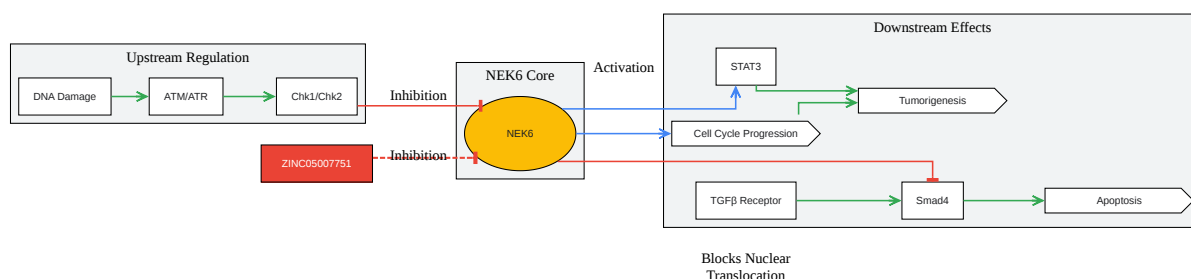 Upstream Regulation
DNA Damage
ATM/ATR
Chk1/Chk2
Inhibition
ZINC05007751
Inhibition
NEK6 Core
NEK6
Activation
Downstream Effects
STAT3
Tumorigenesis
Cell Cycle Progression
TGFβ Receptor
Smad4
Apoptosis
Blocks Nuclear
Translocation